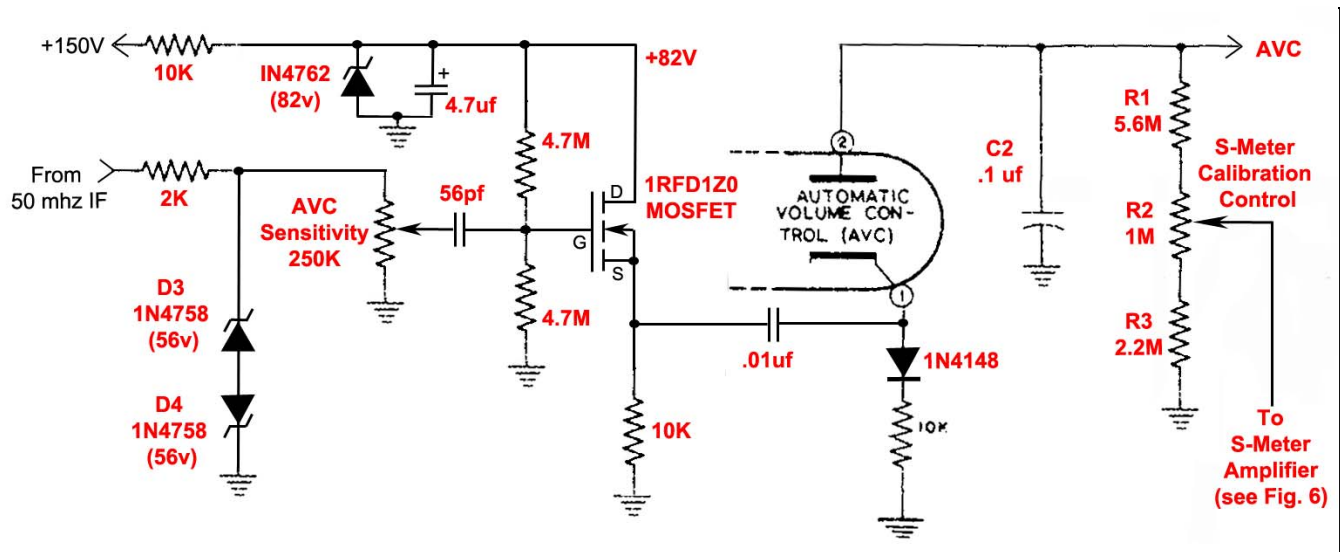 +150V
10K
IN4762
(82v)
+
4.7uf
+82V
AVC
From
50 mhz IF
2K
AVC
Sensitivity
250K
56pf
4.7M
4.7M
D
G
S
1RFD1Z0
MOSFET
2
AUTOMATIC
VOLUME CON-
TROL (AVC)
1
C2
.1 uf
R1
5.6M
S-Meter
Calibration
Control
R2
1M
R3
2.2M
D3
1N4758
(56v)
D4
1N4758
(56v)
.01uf
10K
1N4148
10K
To
S-Meter
Amplifier
(see Fig. 6)